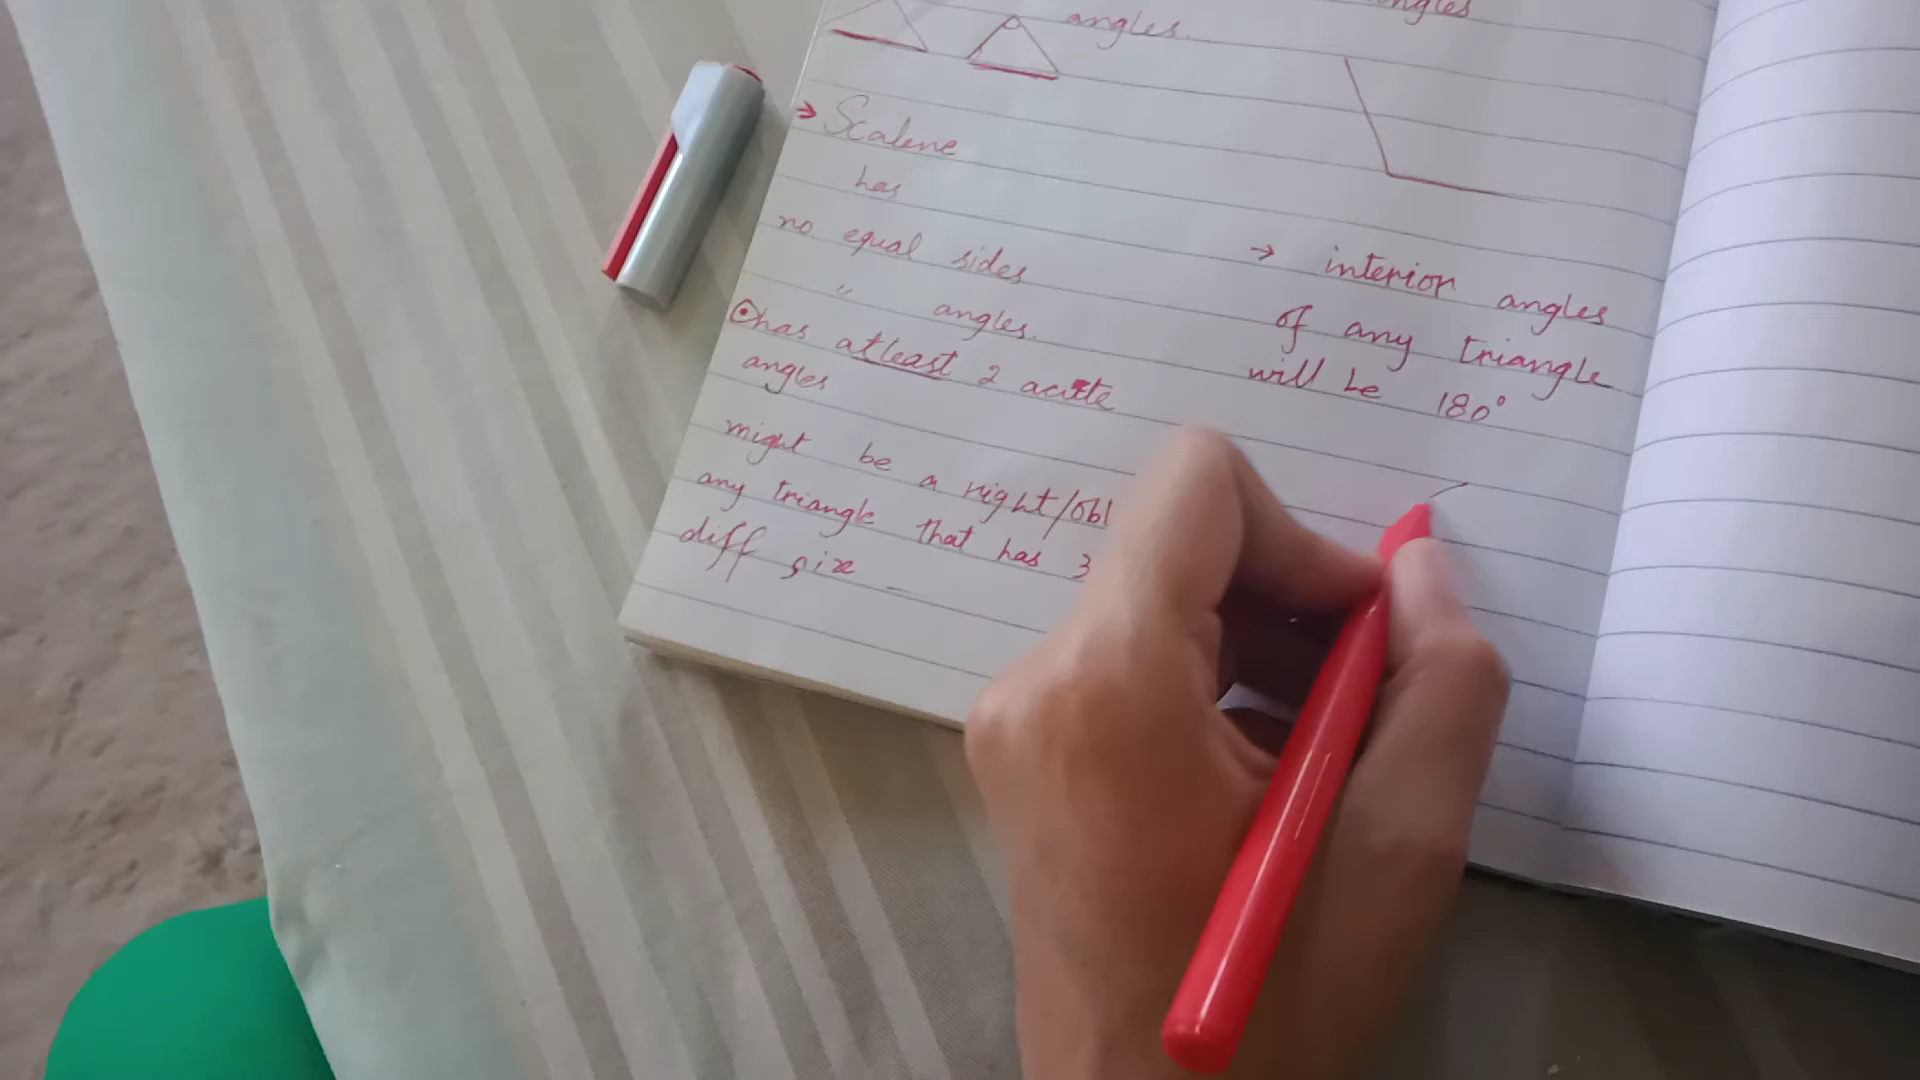 angles.
angles
→ Scalene
has
no equal sides
" angles.
has atleast 2 acute
angles
might be a right/obl
any triangle that has 3
diff size
→ interior angles
of any triangle
will be 180°